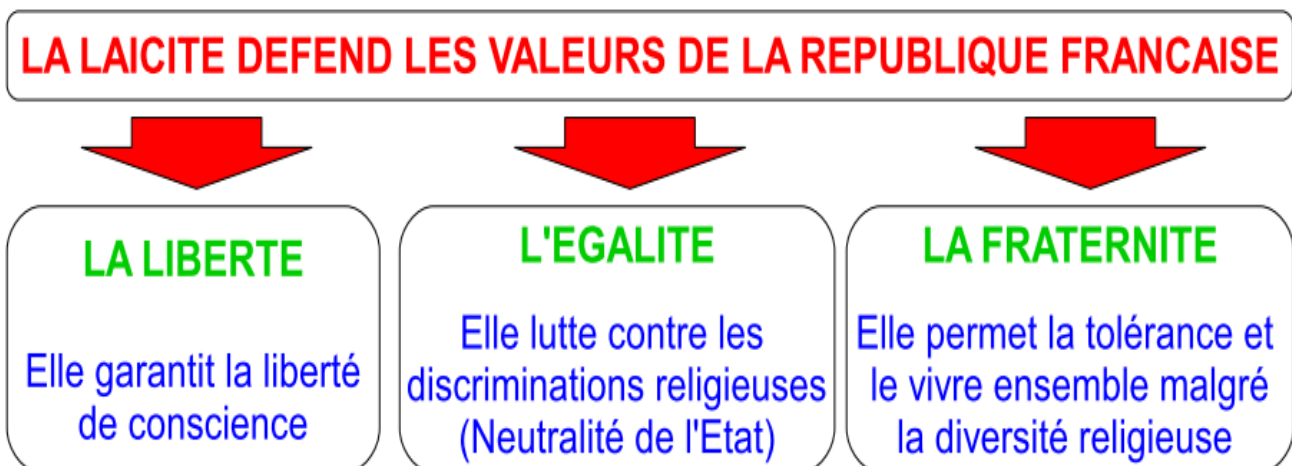 LA LAICITE DEFEND LES VALEURS DE LA REPUBLIQUE FRANCAISE
LA LIBERTE
Elle garantit la liberté
de conscience
L'EGALITE
Elle lutte contre les
discriminations religieuses
(Neutralité de l'Etat)
LA FRATERNITE
Elle permet la tolérance et
le vivre ensemble malgré
la diversité religieuse